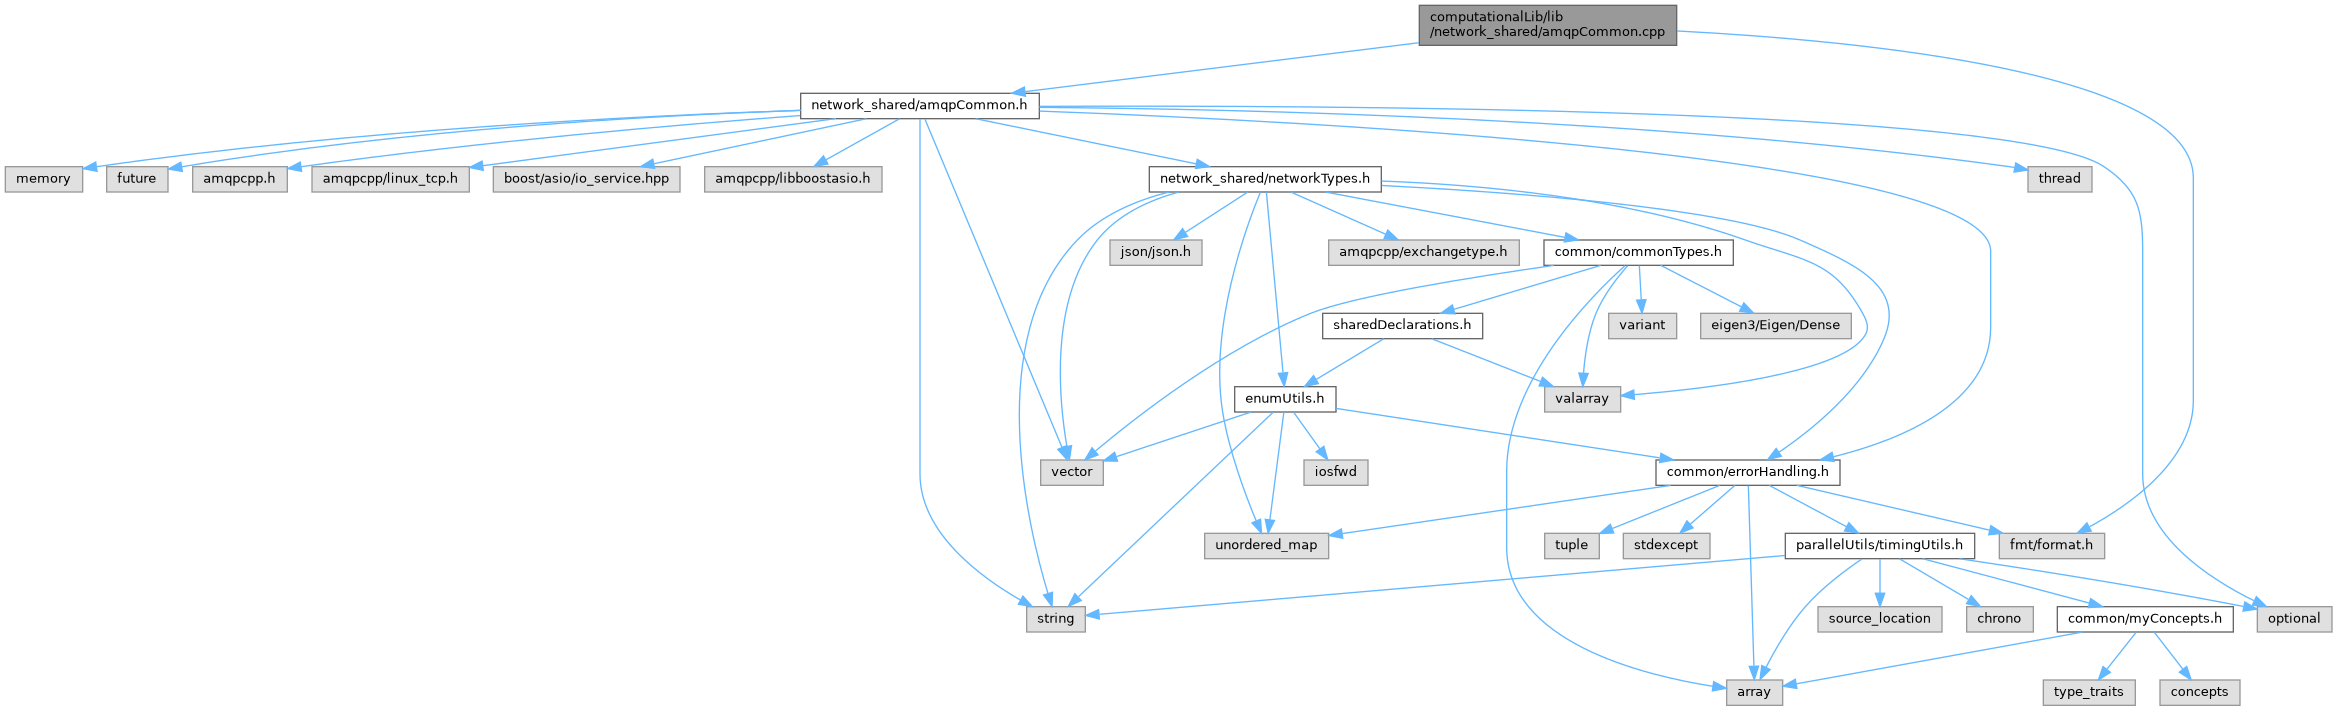 computationalLib/lib
/network_shared/amqpCommon.cpp
network_shared/amqpCommon.h
memory
future
amqpcpp.h
amqpcpp/linux_tcp.h
boost/asio/io_service.hpp
amqpcpp/libboostasio.h
network_shared/networkTypes.h
thread
json/json.h
amqpcpp/exchangetype.h
common/commonTypes.h
sharedDeclarations.h
variant
eigen3/Eigen/Dense
enumUtils.h
valarray
vector
iosfwd
common/errorHandling.h
unordered_map
tuple
stdexcept
parallelUtils/timingUtils.h
fmt/format.h
string
source_location
chrono
common/myConcepts.h
optional
array
type_traits
concepts